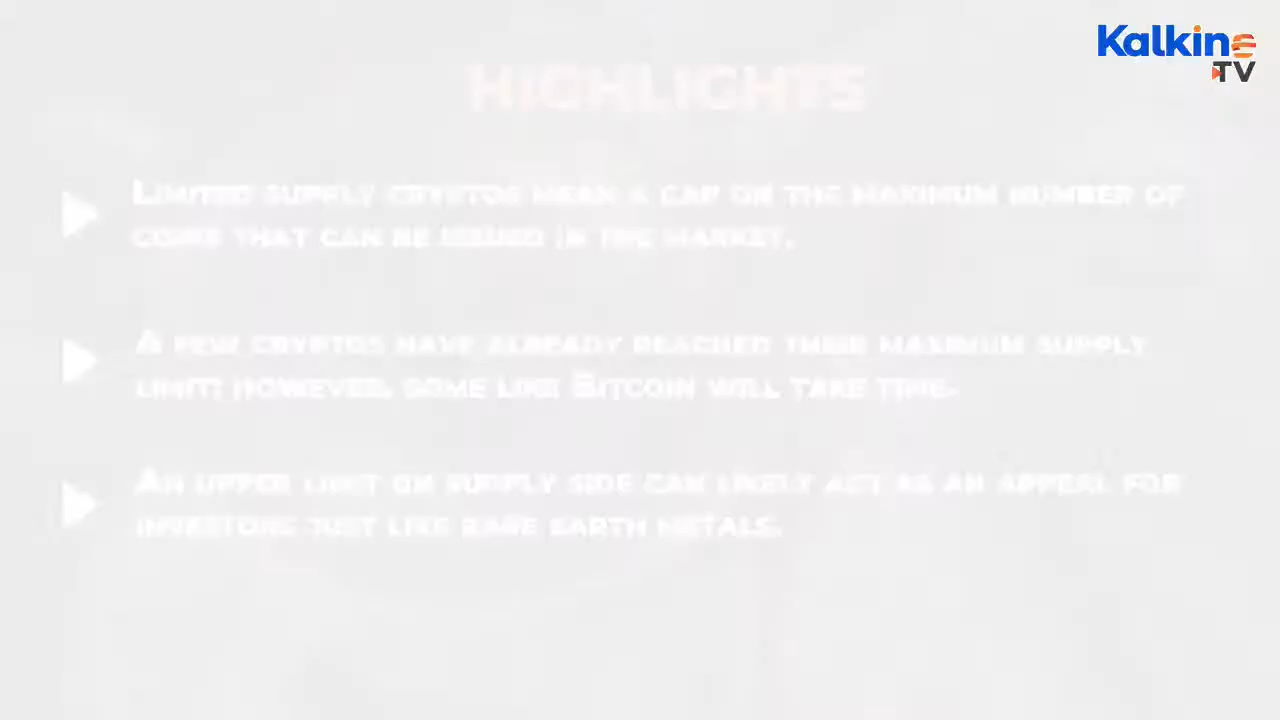 Kalkine
TV
HIGHLIGHTS
LIMITED SUPPLY CRYPTOS MEAN A CAP ON THE MAXIMUM NUMBER OF
COINS THAT CAN BE ISSUED IN THE MARKET.
A FEW CRYPTOS HAVE ALREADY REACHED THEIR MAXIMUM SUPPLY
LIMIT; HOWEVER, SOME LIKE BITCOIN WILL TAKE TIME.
AN UPPER LIMIT ON SUPPLY SIDE CAN LIKELY ACT AS AN APPEAL FOR
INVESTORS JUST LIKE RARE EARTH METALS.